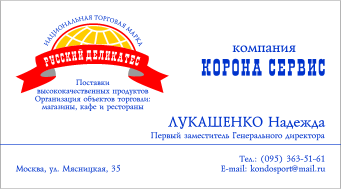 НАЦИОНАЛЬНАЯ ТОРГОВАЯ МАРКА
РУССКИЙ ДЕЛИКАТЕС
Поставки
высококачественных продуктов
Организация объектов торговли:
магазины, кафе и рестораны
компания
КОРОНА СЕРВИС
ЛУКАШЕНКО Надежда
Первый заместитель Генерального директора
Москва, ул. Мясницкая, 35
Тел.: (095) 363-51-61
E-mail: kondosport@mail.ru